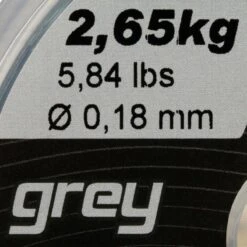 2,65kg
5,84 lbs
Ø 0,18 mm
grey